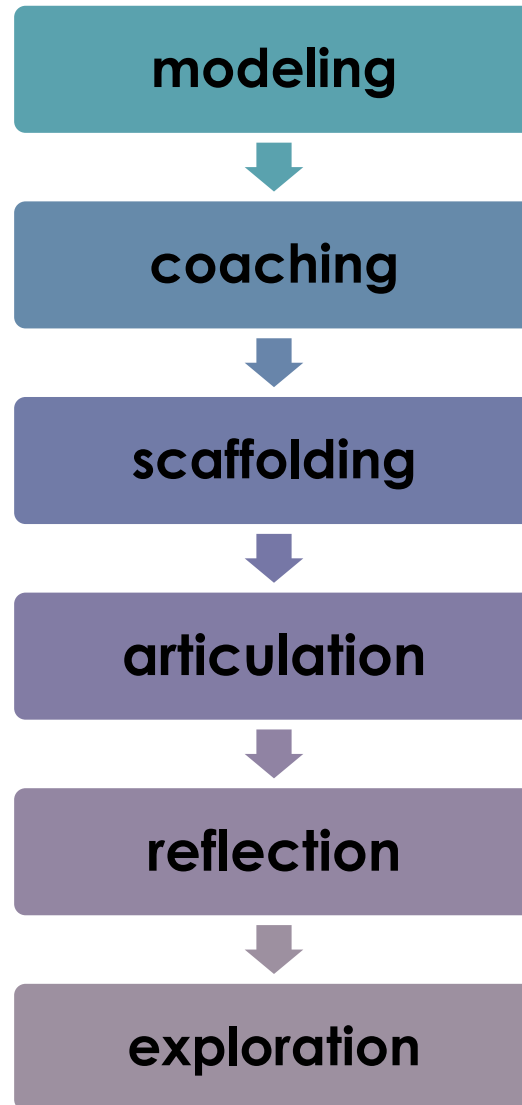 modeling
coaching
scaffolding
articulation
reflection
exploration